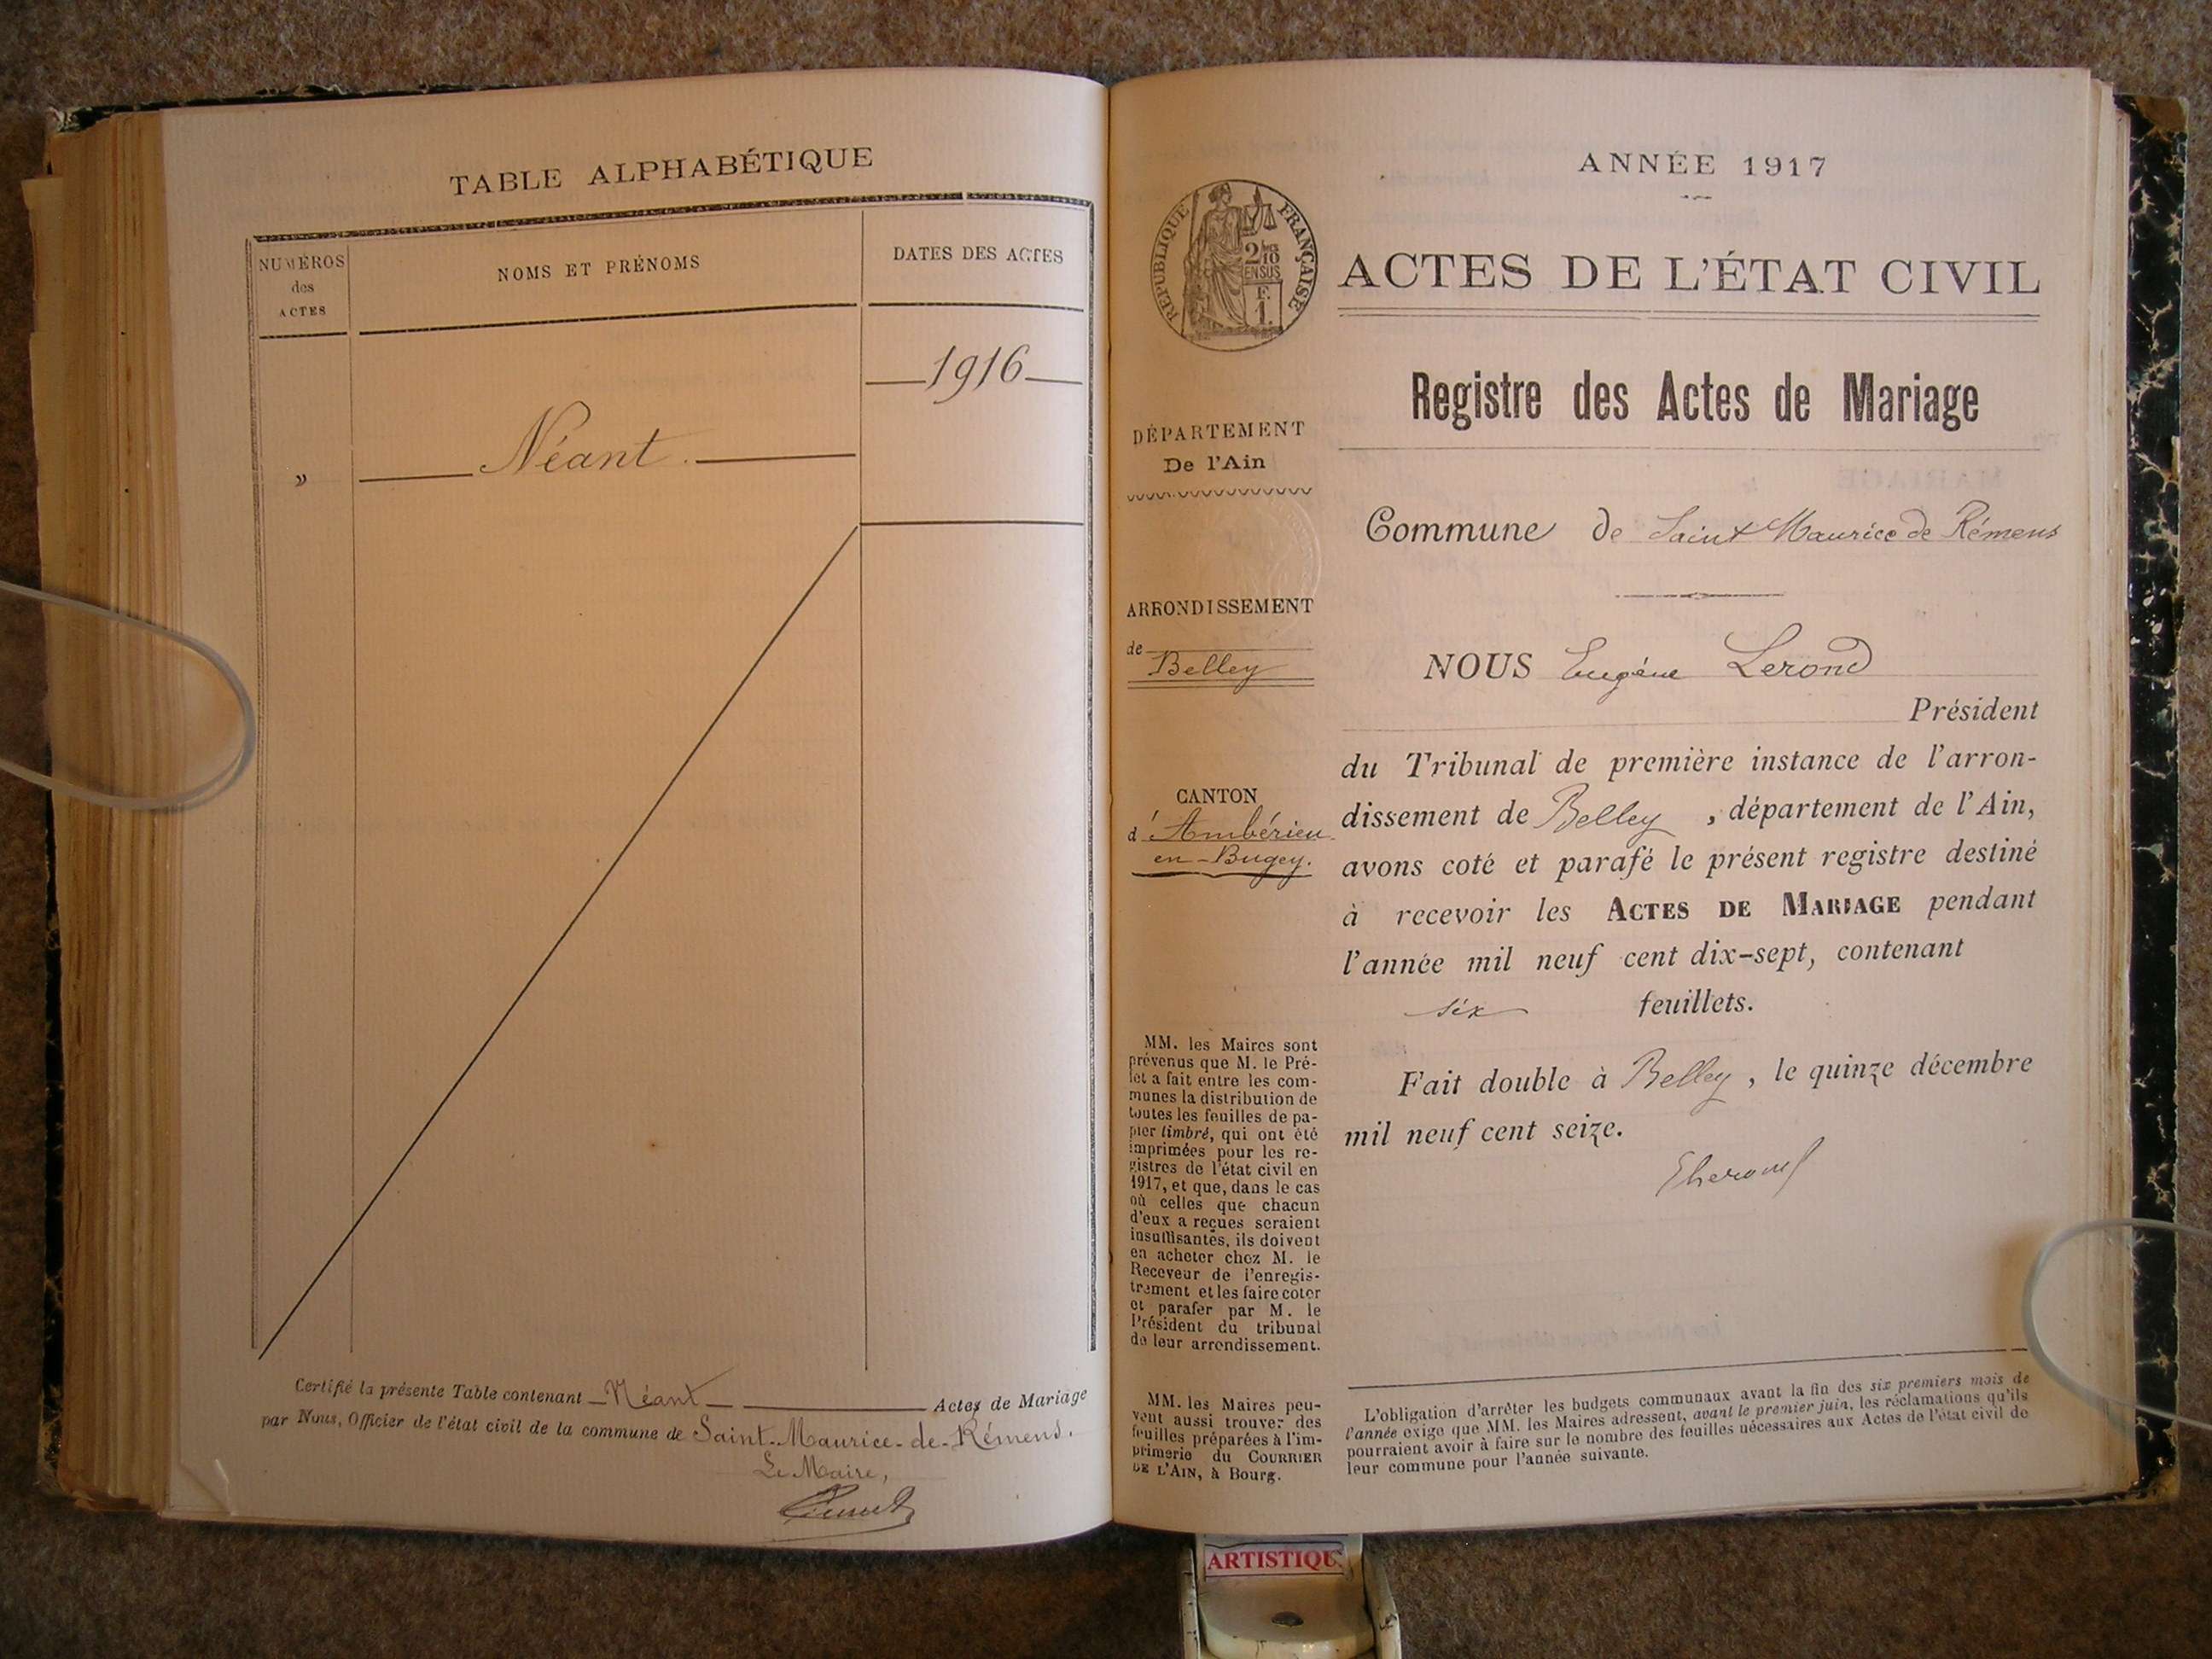 TABLE ALPHABÉTIQUE
NUMÉROS
des
ACTES
NOMS ET PRÉNOMS
DATES DES ACTES
1916
"
Néant.
Certifié la présente Table contenant Néant Actes de Mariage
par Nous, Officier de l'état civil de la commune de Saint-Maurice-de-Rémens.
Le Maire,
ANNÉE 1917
RÉPUBLIQUE FRANÇAISE
2/10
EN SUS
F.
1.
ACTES DE L'ÉTAT CIVIL
Registre des Actes de Mariage
DÉPARTEMENT
De l'Ain
Commune de Saint Maurice de Rémens
ARRONDISSEMENT
de
Belley
NOUS Eugène Lerond
Président
du Tribunal de première instance de l'arron-
dissement de Belley, département de l'Ain,
avons coté et parafé le présent registre destiné
à recevoir les ACTES DE MARIAGE pendant
l'année mil neuf cent dix-sept, contenant
six feuillets.
Fait double à Belley, le quinze décembre
mil neuf cent seize.
CANTON
d'Ambérieu
en-Bugey.
MM. les Maires sont
prévenus que M. le Pré-
fet a fait entre les com-
munes la distribution de
toutes les feuilles de pa-
pier timbré, qui ont été
imprimées pour les re-
gistres de l'état civil en
1917, et que, dans le cas
où celles que chacun
d'eux a reçues seraient
insuffisantes, ils doivent
en acheter chez M. le
Receveur de l'enregis-
trement et les faire coter
et parafer par M. le
Président du tribunal
de leur arrondissement.
MM. les Maires peu-
vent aussi trouver des
feuilles préparées à l'im-
primerie du COURRIER
DE L'AIN, à Bourg.
L'obligation d'arrêter les budgets communaux avant la fin des six premiers mois de
l'année exige que MM. les Maires adressent, avant le premier juin, les réclamations qu'ils
pourraient avoir à faire sur le nombre des feuilles nécessaires aux Actes de l'état civil de
leur commune pour l'année suivante.
ARTISTIQU